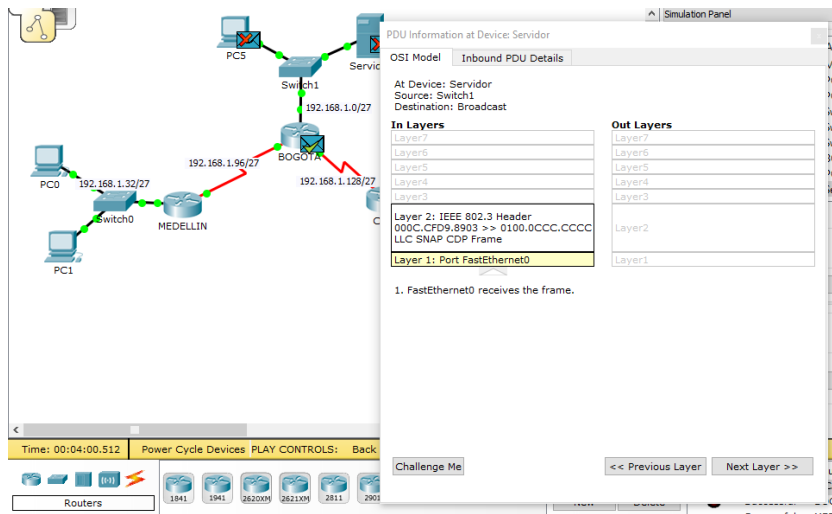 Simulation Panel
PDU Information at Device: Servidor
OSI Model
Inbound PDU Details
At Device: Servidor
Source: Switch1
Destination: Broadcast
In Layers
Out Layers
Layer7
Layer7
Layer6
Layer6
Layer5
Layer5
Layer4
Layer4
Layer3
Layer3
Layer 2: IEEE 802.3 Header
000C.CFD9.8903 >> 0100.0CCC.CCCC
LLC SNAP CDP Frame
Layer2
Layer 1: Port FastEthernet0
Layer1
1. FastEthernet0 receives the frame.
Challenge Me
<< Previous Layer
Next Layer >>
PC5
Servid
Switch1
192.168.1.0/27
BOGOTA
192.168.1.96/27
192.168.1.128/27
PC0
192.168.1.32/27
Switch0
MEDELLIN
C
PC1
Time: 00:04:00.512
Power Cycle Devices
PLAY CONTROLS:
Back
Routers
1841
1941
2620XM
2621XM
2811
2901
New
Delete